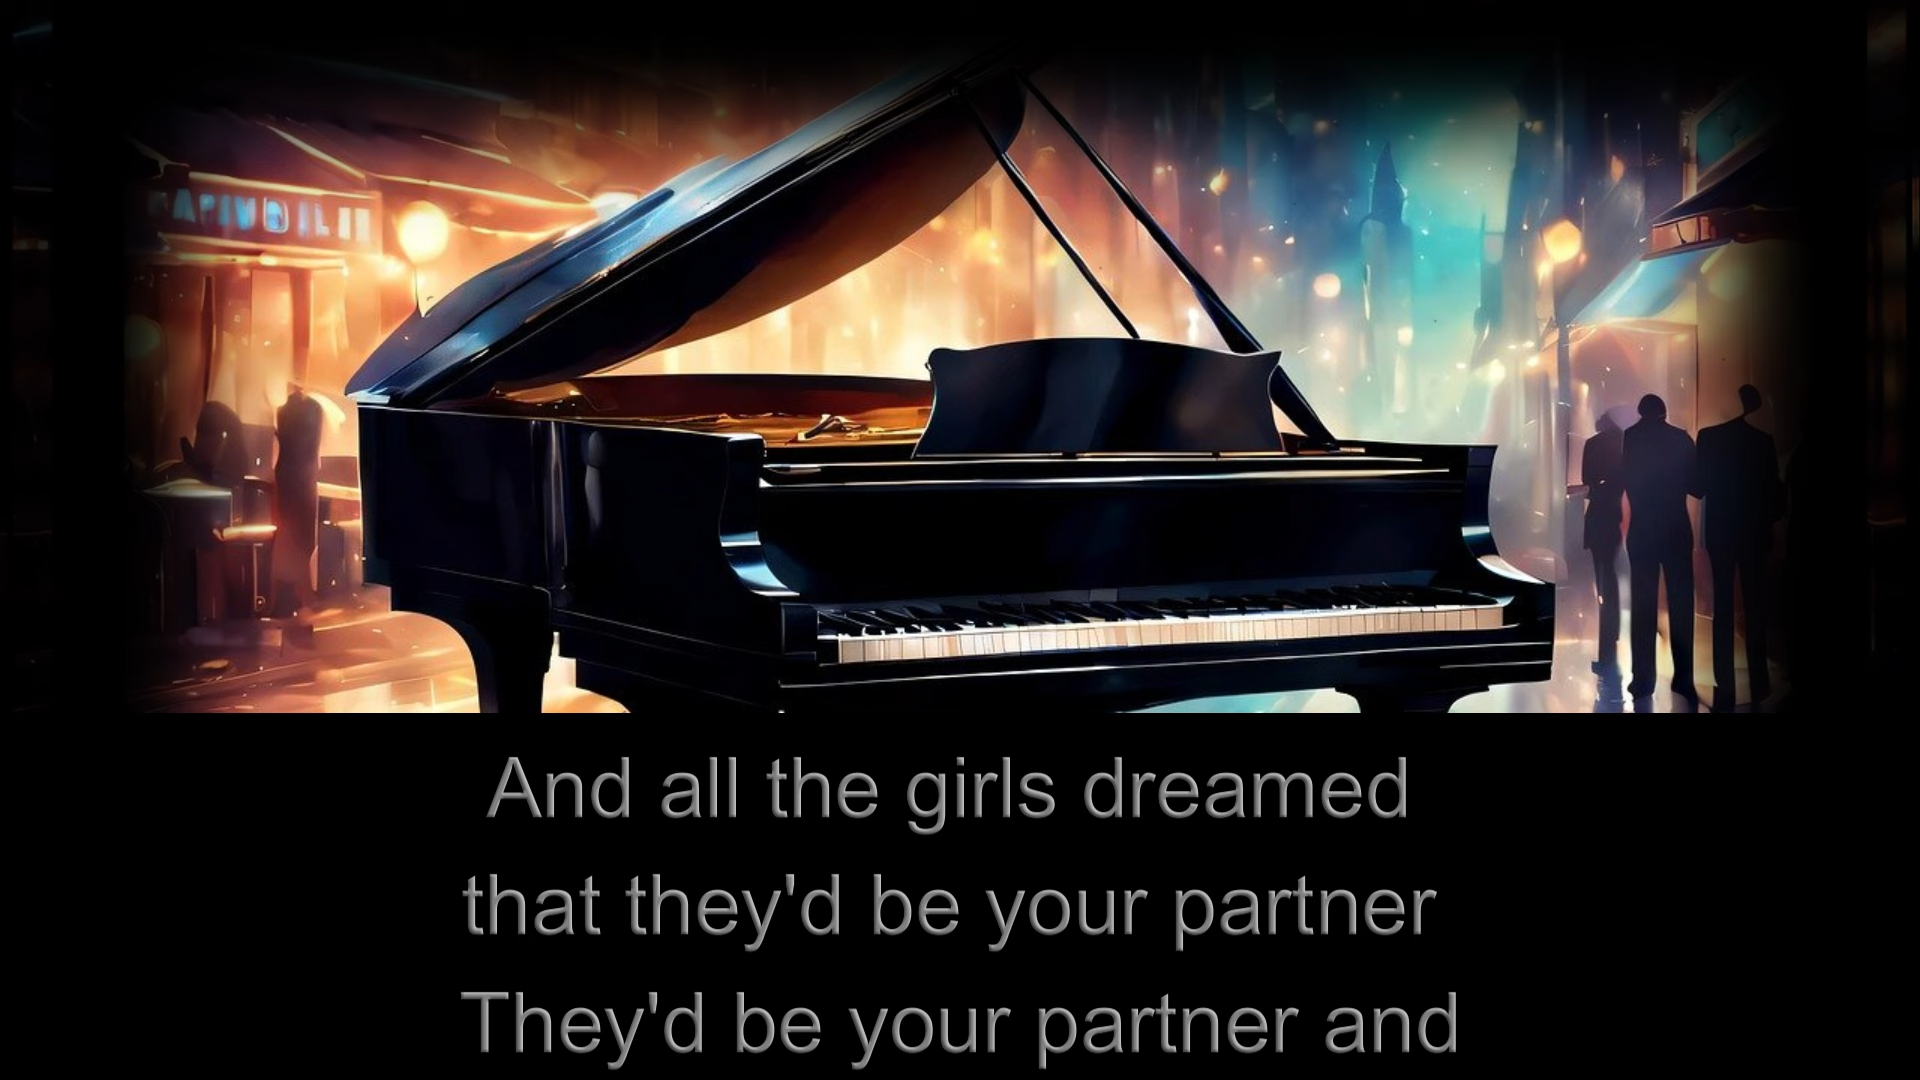 And all the girls dreamed
that they'd be your partner
They'd be your partner and